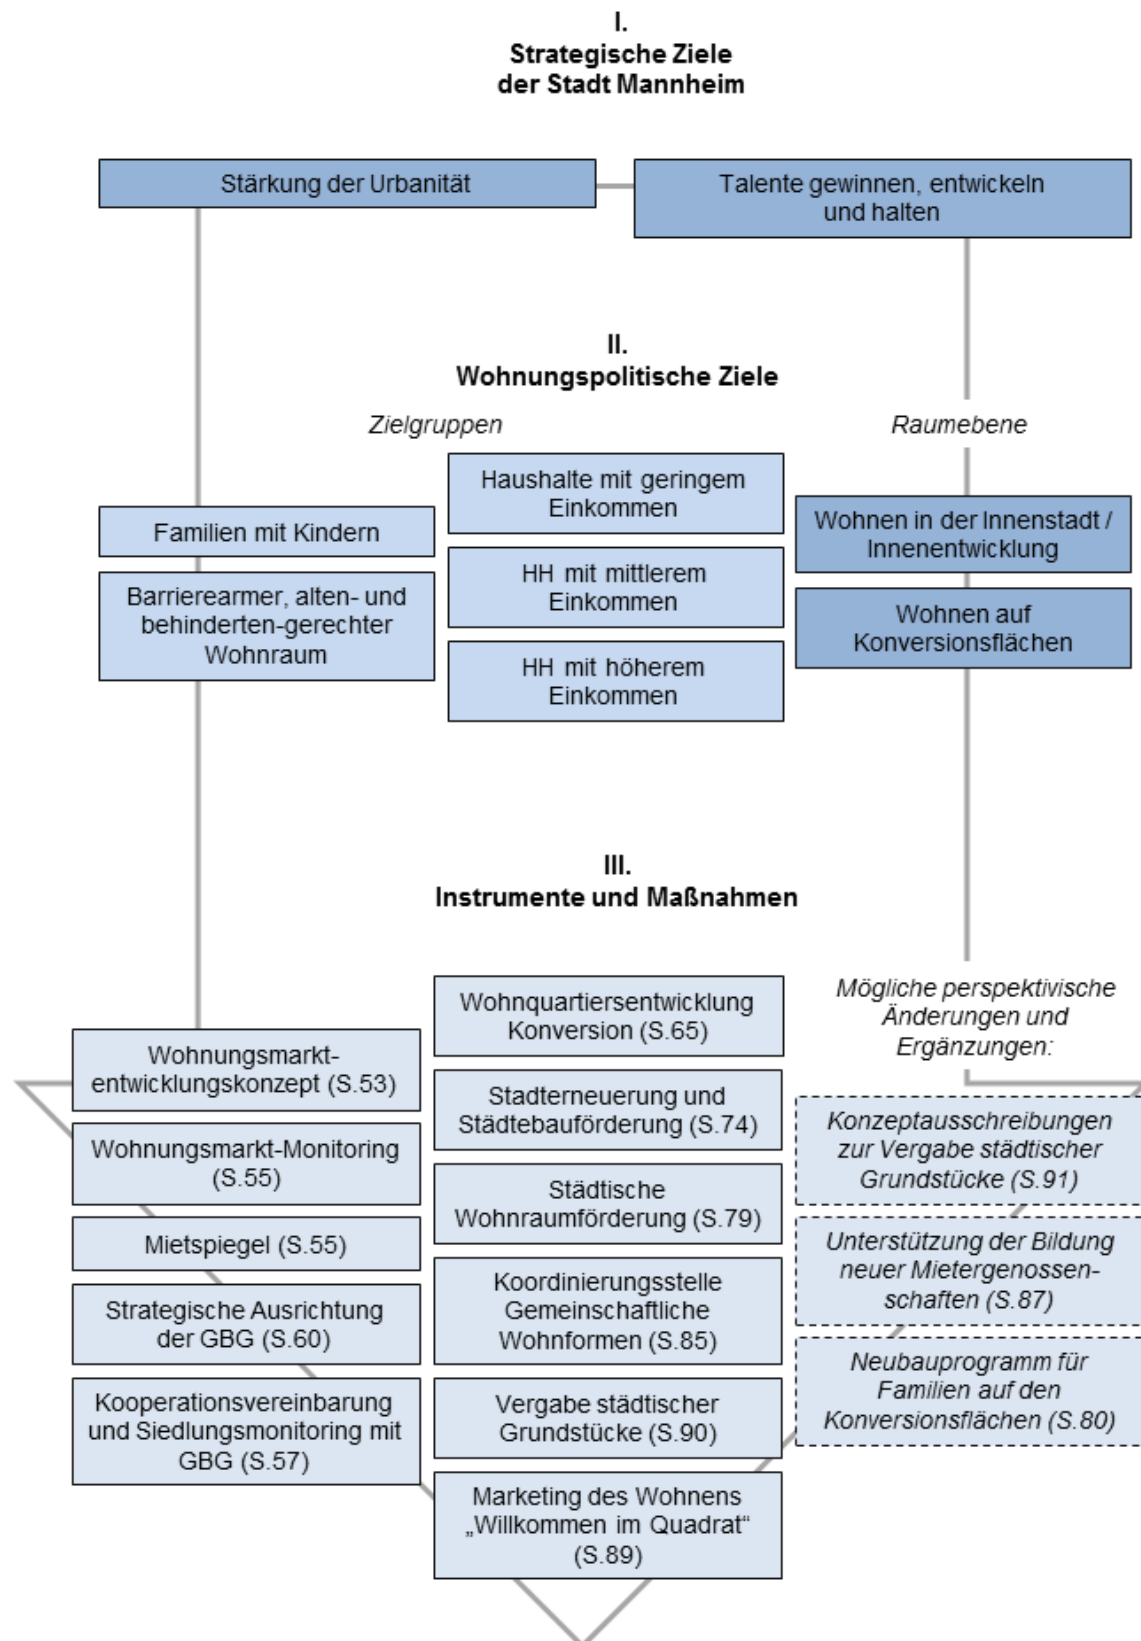 I.
Strategische Ziele
der Stadt Mannheim
Stärkung der Urbanität
Talente gewinnen, entwickeln
und halten
II.
Wohnungspolitische Ziele
Zielgruppen
Raumebene
Familien mit Kindern
Barrierearmer, alten- und
behinderten-gerechter
Wohnraum
Haushalte mit geringem
Einkommen
HH mit mittlerem
Einkommen
HH mit höherem
Einkommen
Wohnen in der Innenstadt /
Innenentwicklung
Wohnen auf
Konversionsflächen
III.
Instrumente und Maßnahmen
Wohnungsmarkt-
entwicklungskonzept (S.53)
Wohnungsmarkt-Monitoring
(S.55)
Mietspiegel (S.55)
Strategische Ausrichtung
der GBG (S.60)
Kooperationsvereinbarung
und Siedlungsmonitoring mit
GBG (S.57)
Wohnquartiersentwicklung
Konversion (S.65)
Stadterneuerung und
Städtebauförderung (S.74)
Städtische
Wohnraumförderung (S.79)
Koordinierungsstelle
Gemeinschaftliche
Wohnformen (S.85)
Vergabe städtischer
Grundstücke (S.90)
Marketing des Wohnens
„Willkommen im Quadrat“
(S.89)
Mögliche perspektivische
Änderungen und
Ergänzungen:
Konzeptausschreibungen
zur Vergabe städtischer
Grundstücke (S.91)
Unterstützung der Bildung
neuer Mietergenossen-
schaften (S.87)
Neubauprogramm für
Familien auf den
Konversionsflächen (S.80)